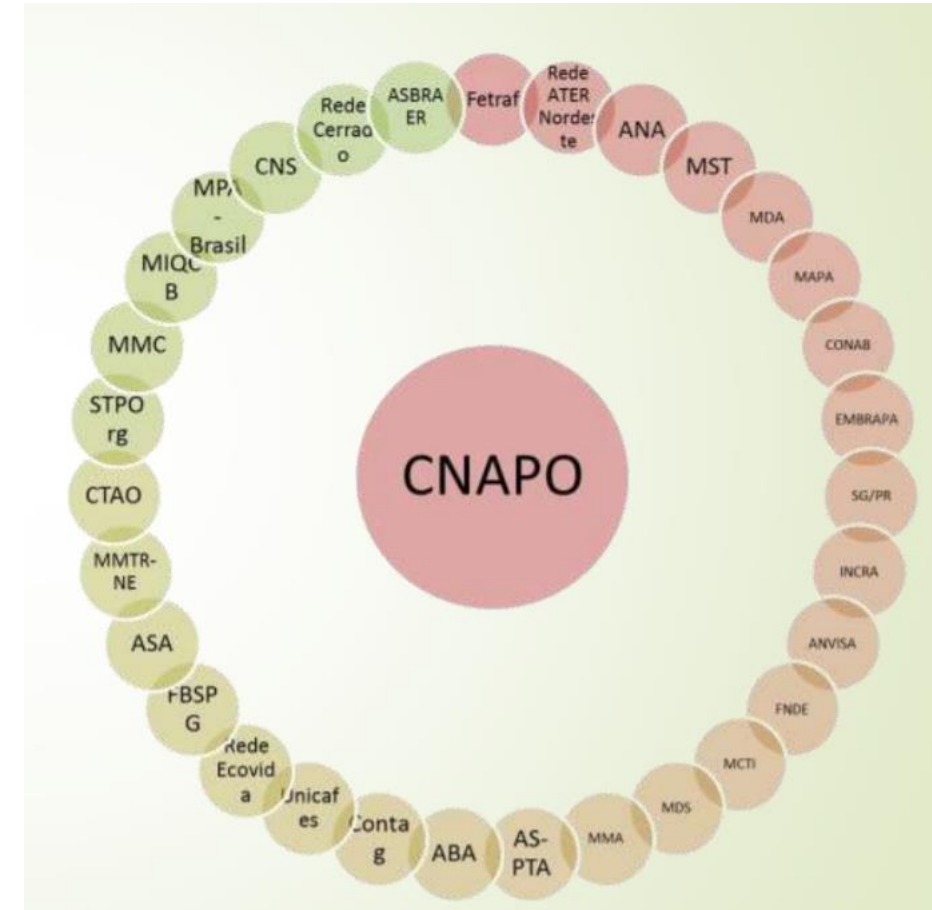 Fetraf
Rede
ATER
Nordes
te
ANA
MST
MDA
MAPA
CONAB
EMBRAPA
SG/PR
INCRA
ANVISA
FNDE
MCTI
MDS
MMA
AS-
PTA
ABA
Conta
g
Unicaf
es
Rede
Ecovid
a
FBSP
G
ASA
MMTR-
NE
CTAO
STPO
rg
MMC
MIQC
B
MPA
-
Brasil
CNS
Rede
Cerrad
o
ASBRA
ER
CNAPO